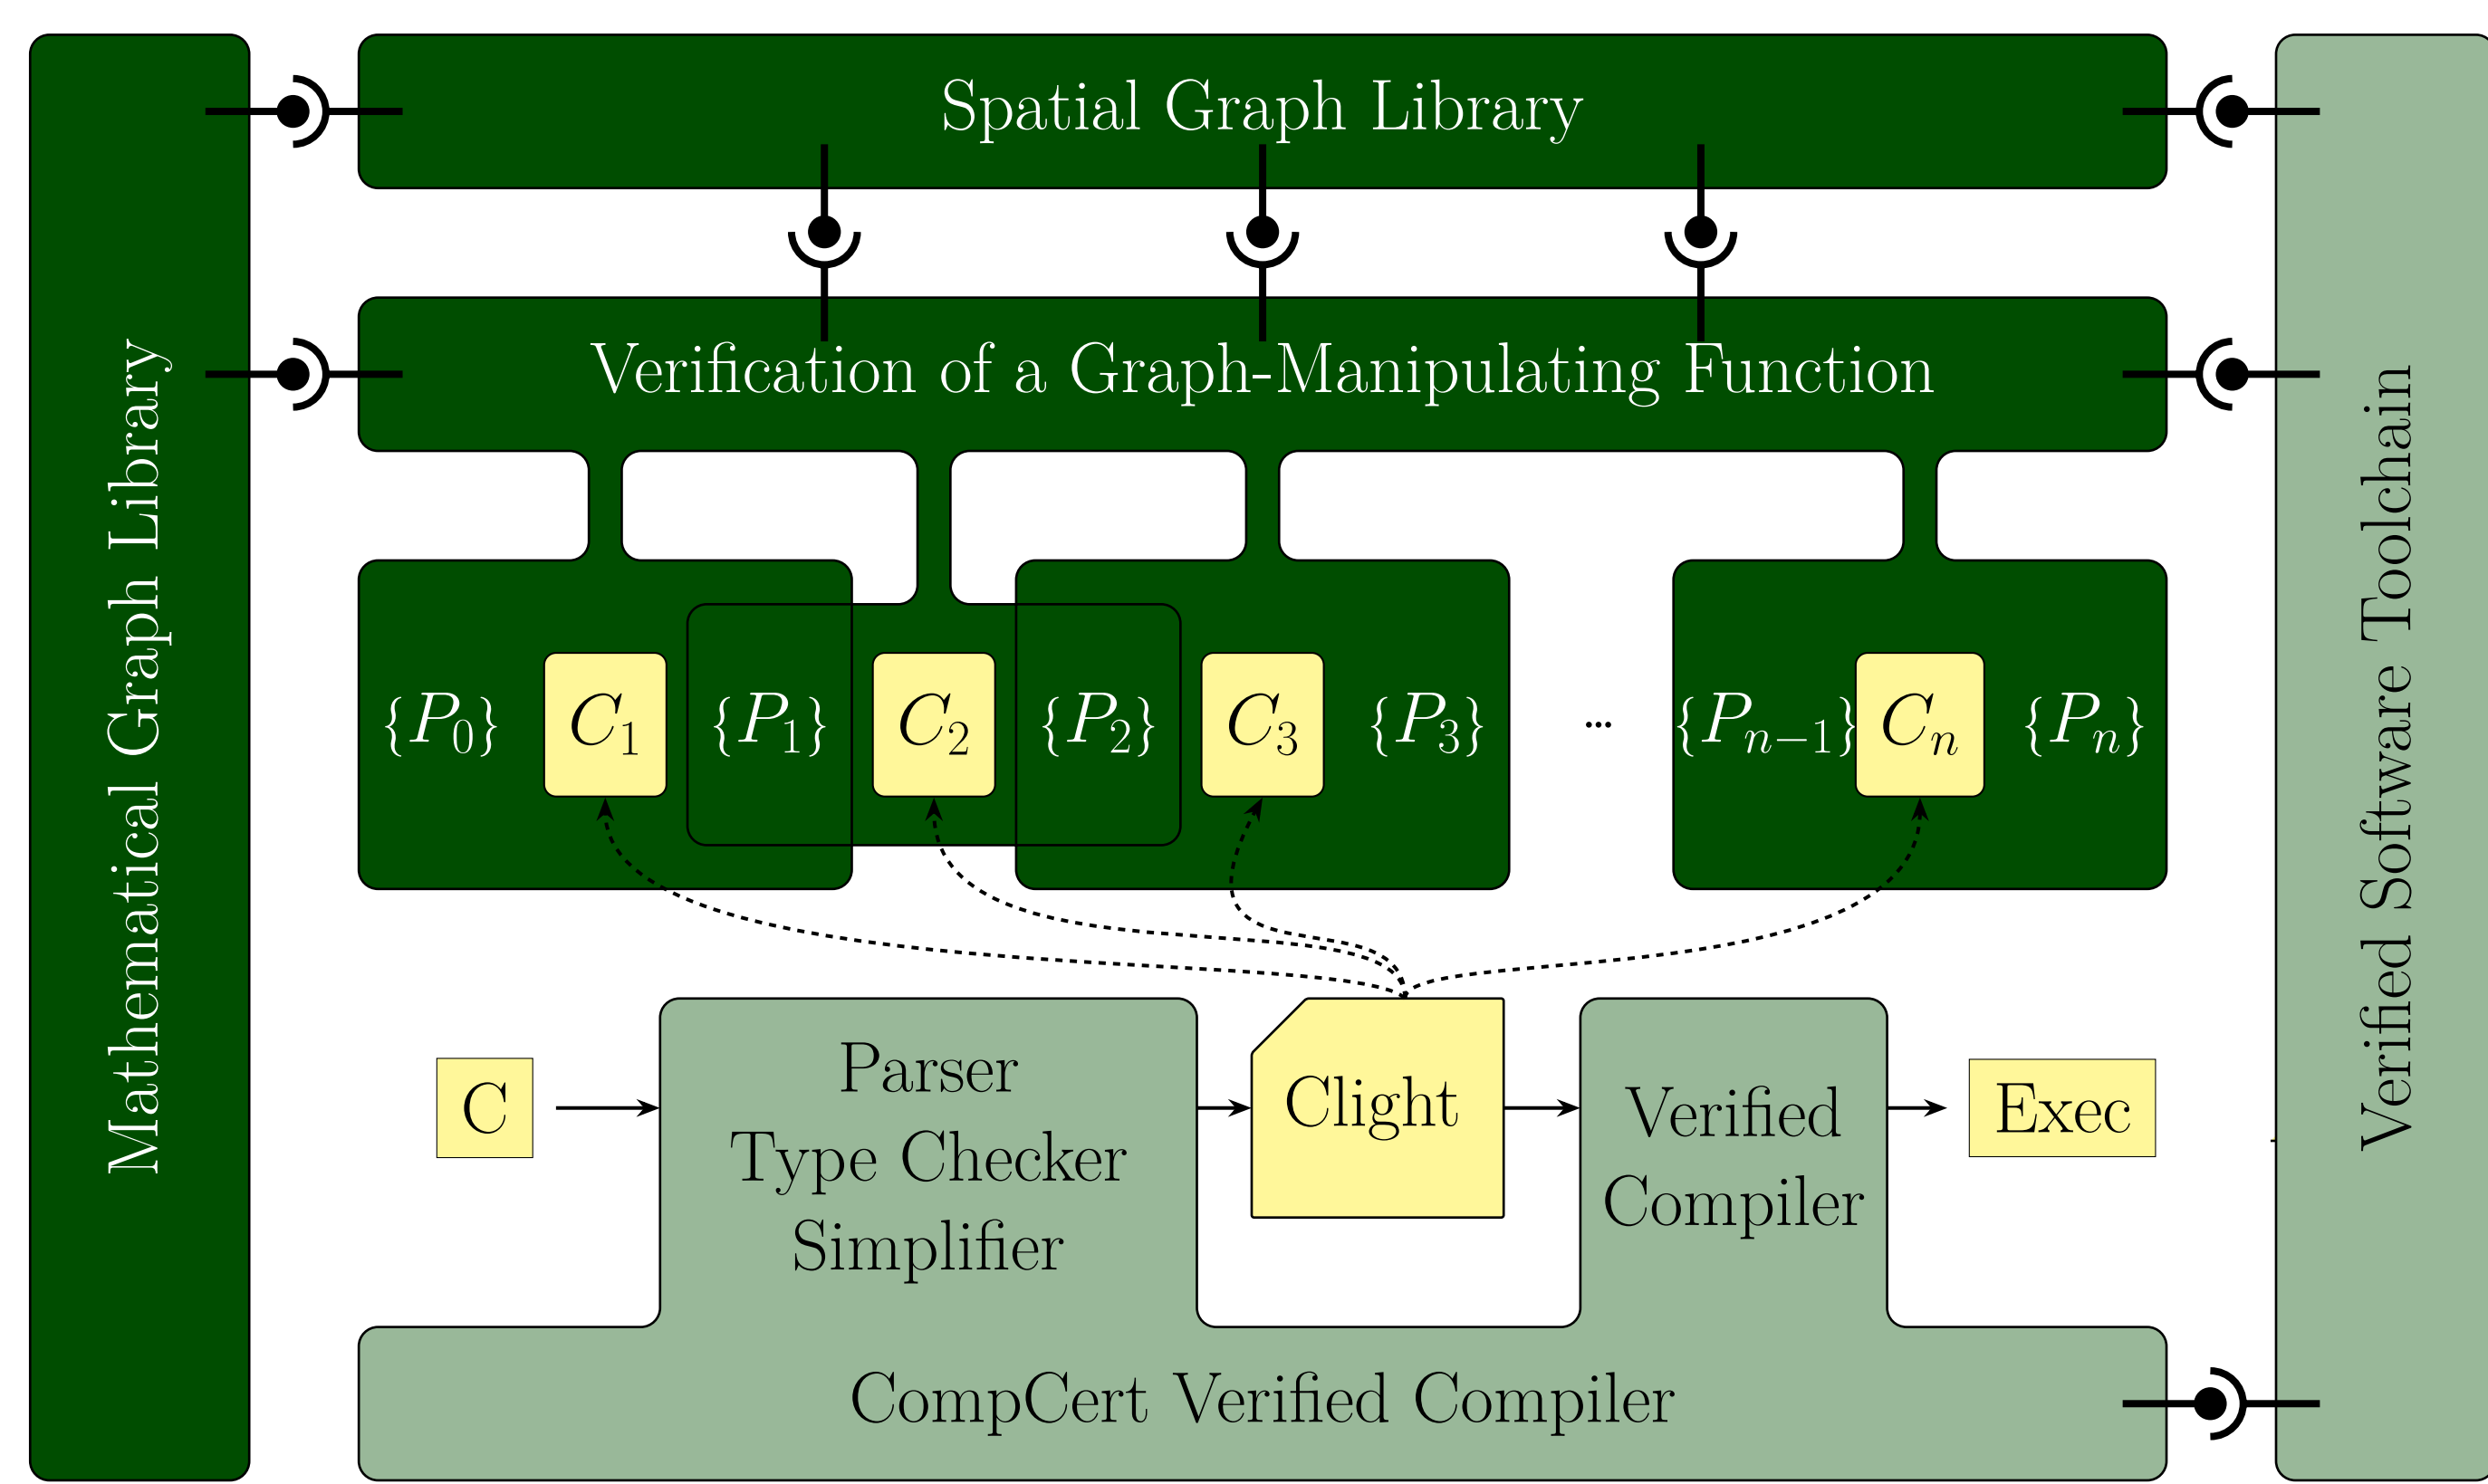 Mathematical Graph Library
Spatial Graph Library
Verification of a Graph-Manipulating Function
{P₀} C₁ {P₁} C₂ {P₂} C₃ {P₃} ... {Pₙ₋₁} Cₙ {Pₙ}
C
Parser
Type Checker
Simplifier
Clight
Verified
Compiler
Exec
CompCert Verified Compiler
Verified Software Toolchain